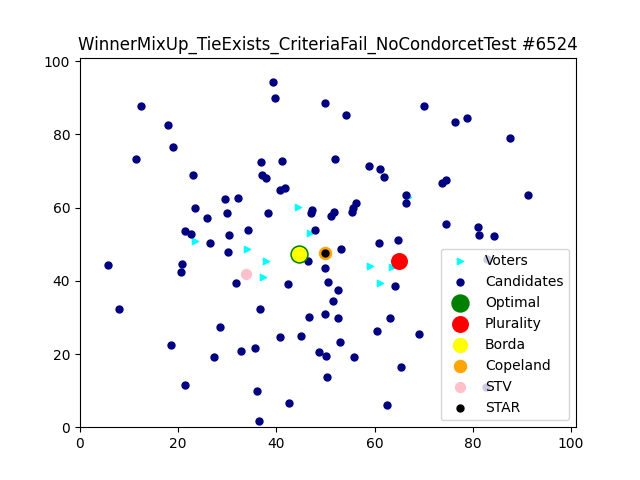 WinnerMixUp_TieExists_CriteriaFail_NoCondorcetTest #6524
100
80
60
40
20
0
0 20 40 60 80 100
Voters
Candidates
Optimal
Plurality
Borda
Copeland
STV
STAR